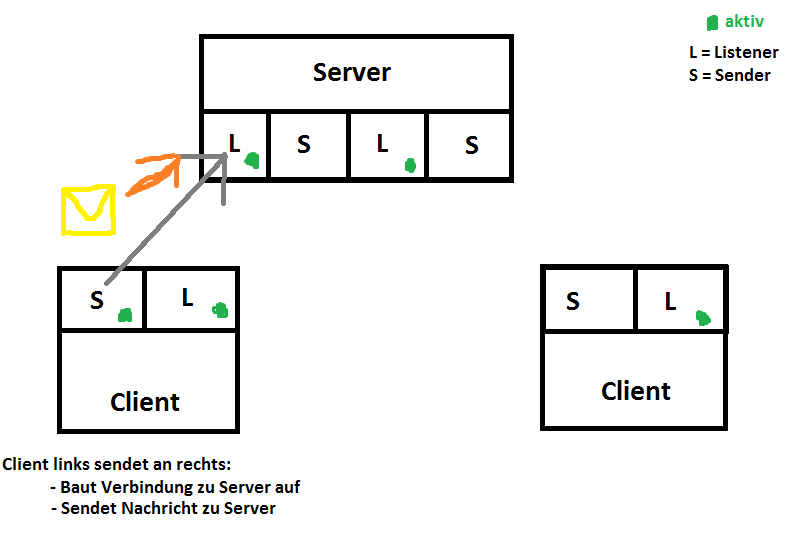 aktiv
L = Listener
S = Sender
Server
L S L S
S L
Client
S L
Client
Client links sendet an rechts:
- Baut Verbindung zu Server auf
- Sendet Nachricht zu Server